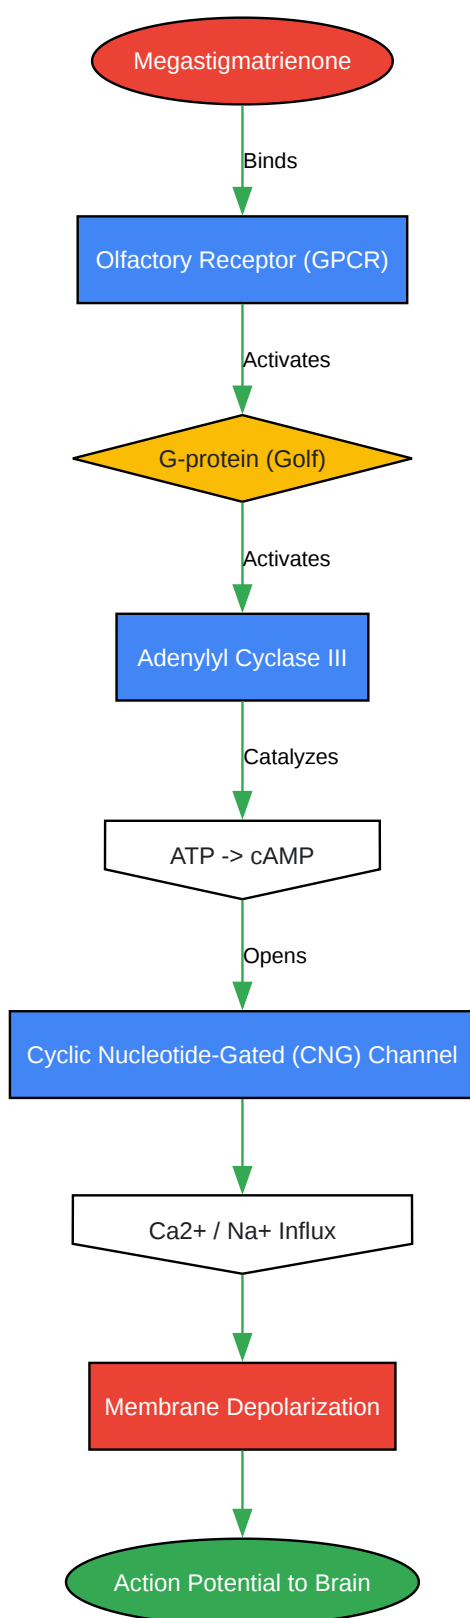 Megastigmatrienone
Binds
Olfactory Receptor (GPCR)
Activates
G-protein (Golf)
Activates
Adenylyl Cyclase III
Catalyzes
ATP -> cAMP
Opens
Cyclic Nucleotide-Gated (CNG) Channel
Ca2+ / Na+ Influx
Membrane Depolarization
Action Potential to Brain